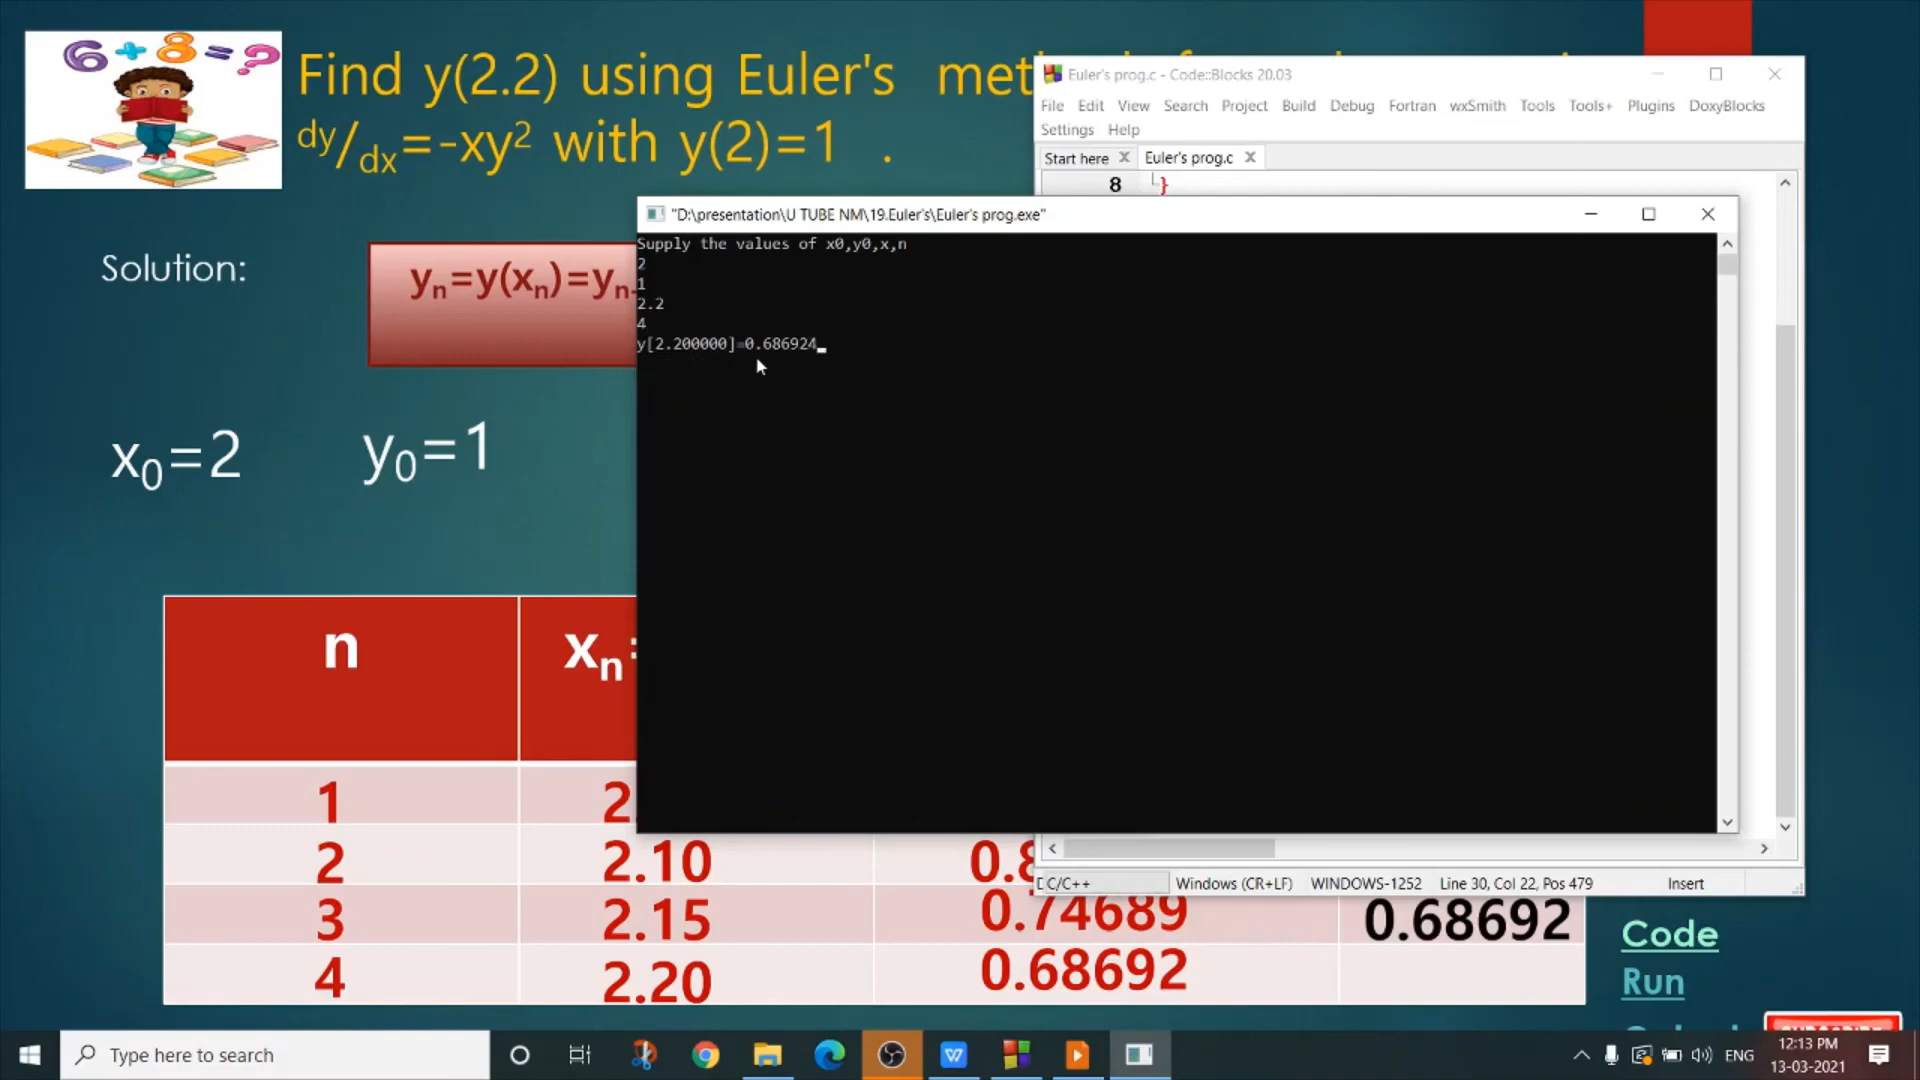 6+8=?
Find y(2.2) using Euler's
dy/dx=-xy² with y(2)=1 .
Solution:
yₙ=y(xₙ)=yₙ
x₀=2 y₀=1
n
xₙ
1 2
2 2.10 0.8
3 2.15 0.74689 0.68692
4 2.20 0.68692
Code
Run
Euler's prog.c - Code::Blocks 20.03
File Edit View Search Project Build Debug Fortran wxSmith Tools Tools+ Plugins DoxyBlocks
Settings Help
Start here Euler's prog.c
8 }
"D:\presentation\U TUBE NM\19.Euler's\Euler's prog.exe"
Supply the values of x0,y0,x,n
2
1
2.2
4
y[2.200000]=0.686924
C/C++ Windows (CR+LF) WINDOWS-1252 Line 30, Col 22, Pos 479 Insert
Type here to search
ENG
12:13 PM
13-03-2021